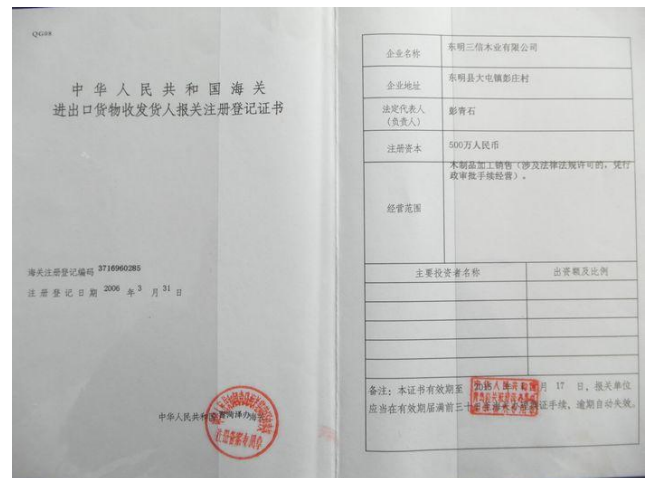 QG08
中华人民共和国海关
进出口货物收发货人报关注册登记证书
海关注册登记编码 3716960285
注册登记日期 2006 年 3 月 31 日
中华人民共和国
企业名称 东明三信木业有限公司
企业地址 东明县大屯镇彭庄村
法定代表人
(负责人) 彭青石
注册资本 500万人民币
经营范围 木制品加工销售(涉及法律法规许可的,凭行
政审批手续经营)。
主要投资者名称 出资额及比例
备注:本证书有效期至 月 17 日,报关单位
应当在有效期届满前三十 证手续,逾期自动失效。